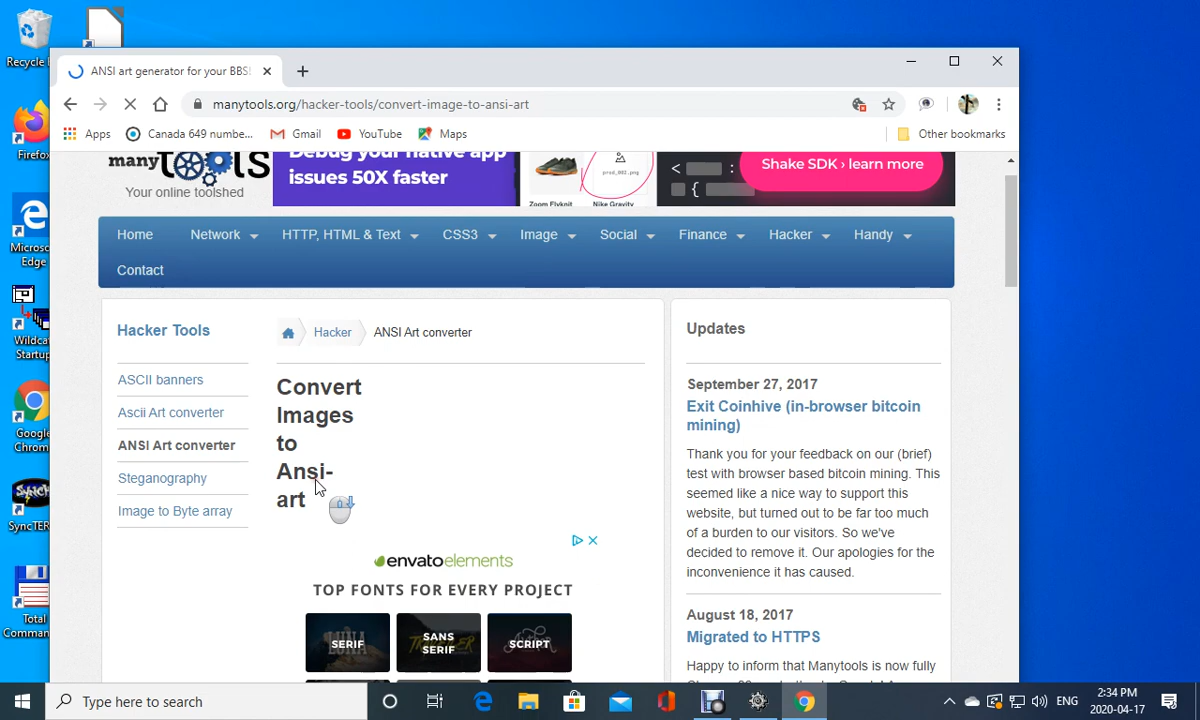 Recycle
Firefox
Microsoft
Edge
Wildcat
Startup
Google
Chrom
SyncTER
Total
Comman
ANSI art generator for your BBS!
manytools.org/hacker-tools/convert-image-to-ansi-art
Apps
Canada 649 numbe...
Gmail
YouTube
Maps
Other bookmarks
manytools
Your online toolshed
Debug your native app
issues 50X faster
Zoom Flyknit
Nike Gravity
Shake SDK › learn more
Home
Network
HTTP, HTML & Text
CSS3
Image
Social
Finance
Hacker
Handy
Contact
Hacker Tools
ASCII banners
Ascii Art converter
ANSI Art converter
Steganography
Image to Byte array
Hacker
ANSI Art converter
Convert
Images
to
Ansi-
art
envatoelements
TOP FONTS FOR EVERY PROJECT
SERIF
SANS
SERIF
SCRIPT
Updates
September 27, 2017
Exit Coinhive (in-browser bitcoin
mining)
Thank you for your feedback on our (brief)
test with browser based bitcoin mining. This
seemed like a nice way to support this
website, but turned out to be far too much
of a burden to our visitors. So we've
decided to remove it. Our apologies for the
inconvenience it has caused.
August 18, 2017
Migrated to HTTPS
Happy to inform that Manytools is now fully
Type here to search
ENG
2:34 PM
2020-04-17